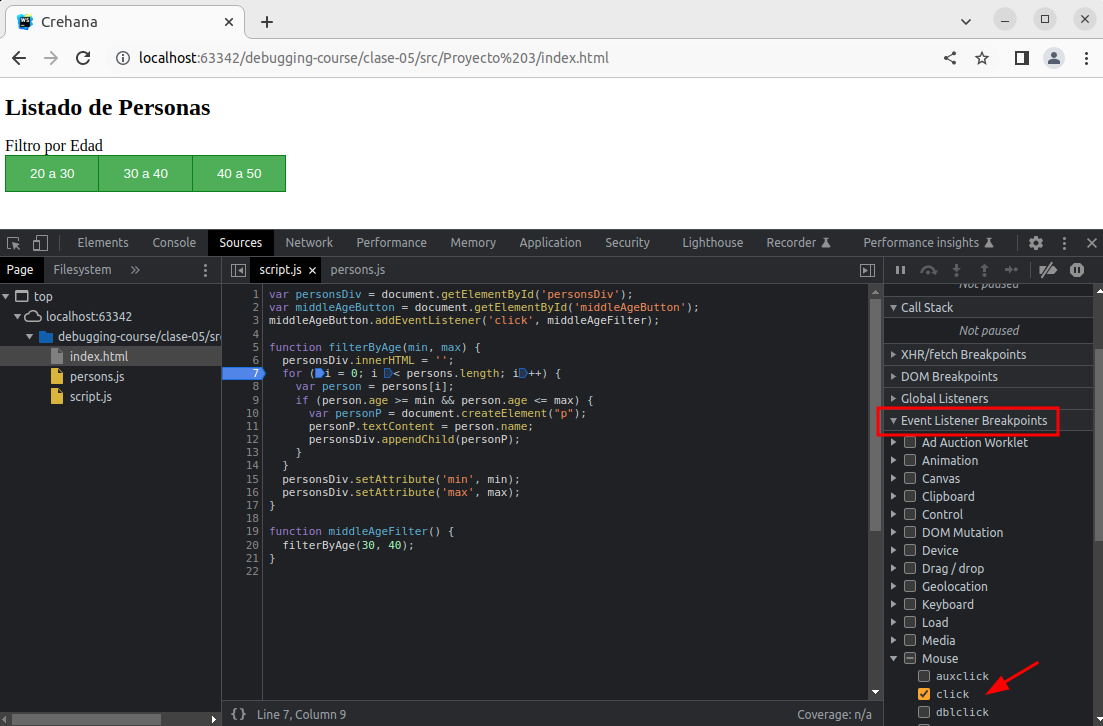 Crehana
localhost:63342/debugging-course/clase-05/src/Proyecto%203/index.html
Listado de Personas
Filtro por Edad
20 a 30 30 a 40 40 a 50
Elements Console Sources Network Performance Memory Application Security Lighthouse Recorder Performance insights
Page Filesystem »
top
localhost:63342
debugging-course/clase-05/sr
index.html
persons.js
script.js
script.js × persons.js
1 var personsDiv = document.getElementById('personsDiv');
2 var middleAgeButton = document.getElementById('middleAgeButton');
3 middleAgeButton.addEventListener('click', middleAgeFilter);
4
5 function filterByAge(min, max) {
6 personsDiv.innerHTML = '';
7 for (i = 0; i < persons.length; i++) {
8 var person = persons[i];
9 if (person.age >= min && person.age <= max) {
10 var personP = document.createElement("p");
11 personP.textContent = person.name;
12 personsDiv.appendChild(personP);
13 }
14 }
15 personsDiv.setAttribute('min', min);
16 personsDiv.setAttribute('max', max);
17 }
18
19 function middleAgeFilter() {
20 filterByAge(30, 40);
21 }
22
{} Line 7, Column 9 Coverage: n/a
Not paused
Call Stack
Not paused
XHR/fetch Breakpoints
DOM Breakpoints
Global Listeners
Event Listener Breakpoints
Ad Auction Worklet
Animation
Canvas
Clipboard
Control
DOM Mutation
Device
Drag / drop
Geolocation
Keyboard
Load
Media
Mouse
auxclick
click
dblclick